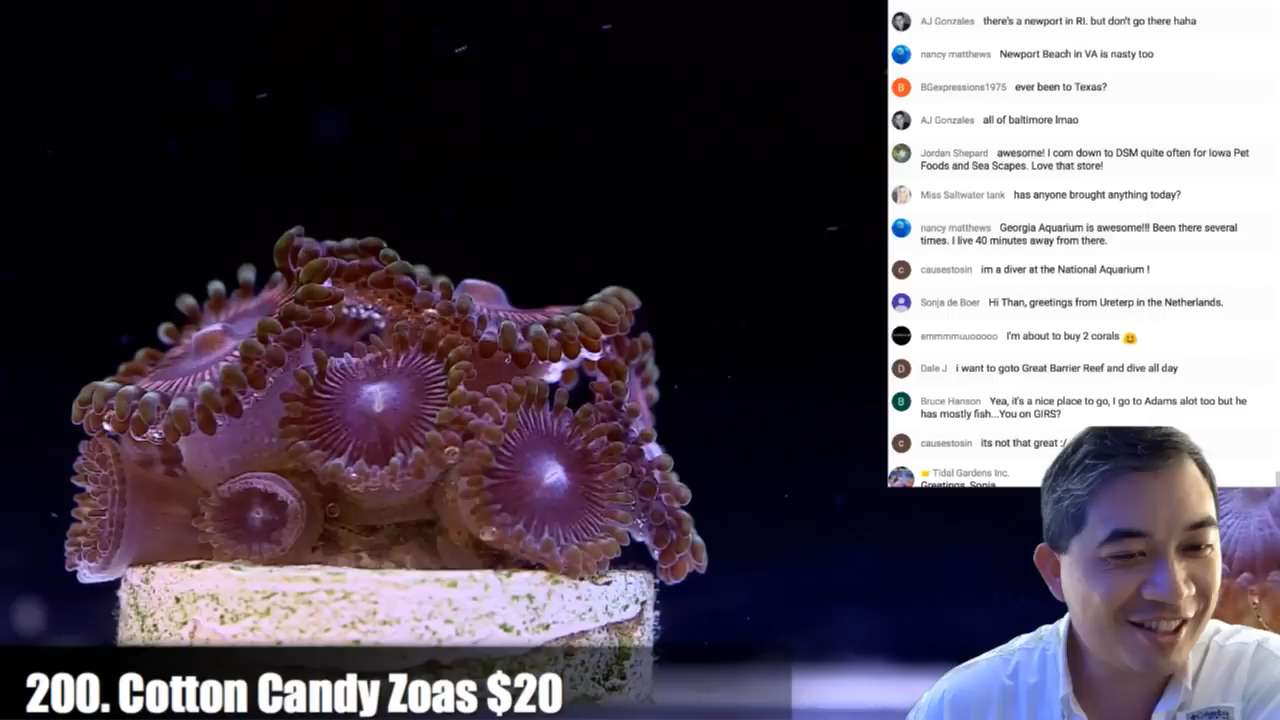 AJ Gonzales there's a newport in RI. but don't go there haha
nancy matthews Newport Beach in VA is nasty too
B BGexpressions1975 ever been to Texas?
AJ Gonzales all of baltimore lmao
Jordan Shepard awesome! I com down to DSM quite often for Iowa Pet
Foods and Sea Scapes. Love that store!
Miss Saltwater tank has anyone brought anything today?
nancy matthews Georgia Aquarium is awesome!!! Been there several
times. I live 40 minutes away from there.
c causestosin im a diver at the National Aquarium !
Sonja de Boer Hi Than, greetings from Ureterp in the Netherlands.
emmmmuuooooo I'm about to buy 2 corals
D Dale J i want to goto Great Barrier Reef and dive all day
B Bruce Hanson Yea, it's a nice place to go, I go to Adams alot too but he
has mostly fish...You on GIRS?
c causestosin its not that great :/
Tidal Gardens Inc.
Greetings, Sonja
200. Cotton Candy Zoas $20